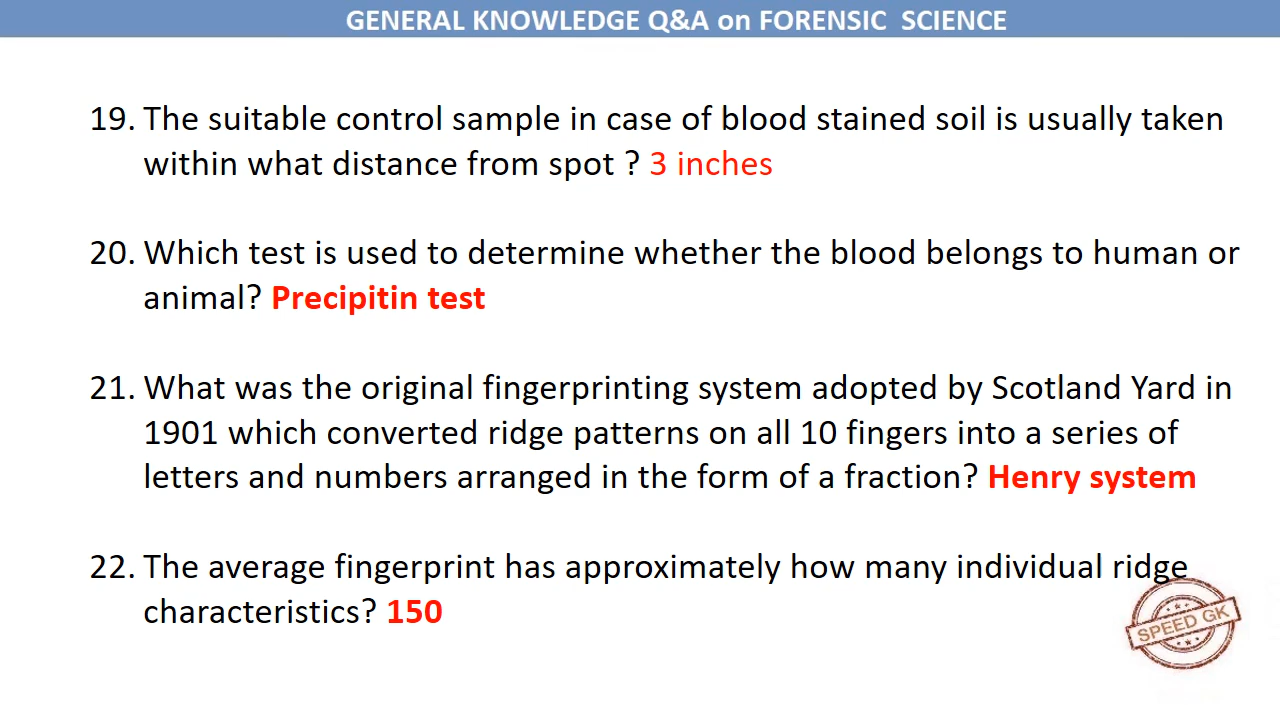 GENERAL KNOWLEDGE Q&A on FORENSIC SCIENCE
19. The suitable control sample in case of blood stained soil is usually taken
within what distance from spot ? 3 inches
20. Which test is used to determine whether the blood belongs to human or
animal? Precipitin test
21. What was the original fingerprinting system adopted by Scotland Yard in
1901 which converted ridge patterns on all 10 fingers into a series of
letters and numbers arranged in the form of a fraction? Henry system
22. The average fingerprint has approximately how many individual ridge
characteristics? 150
SPEED GK